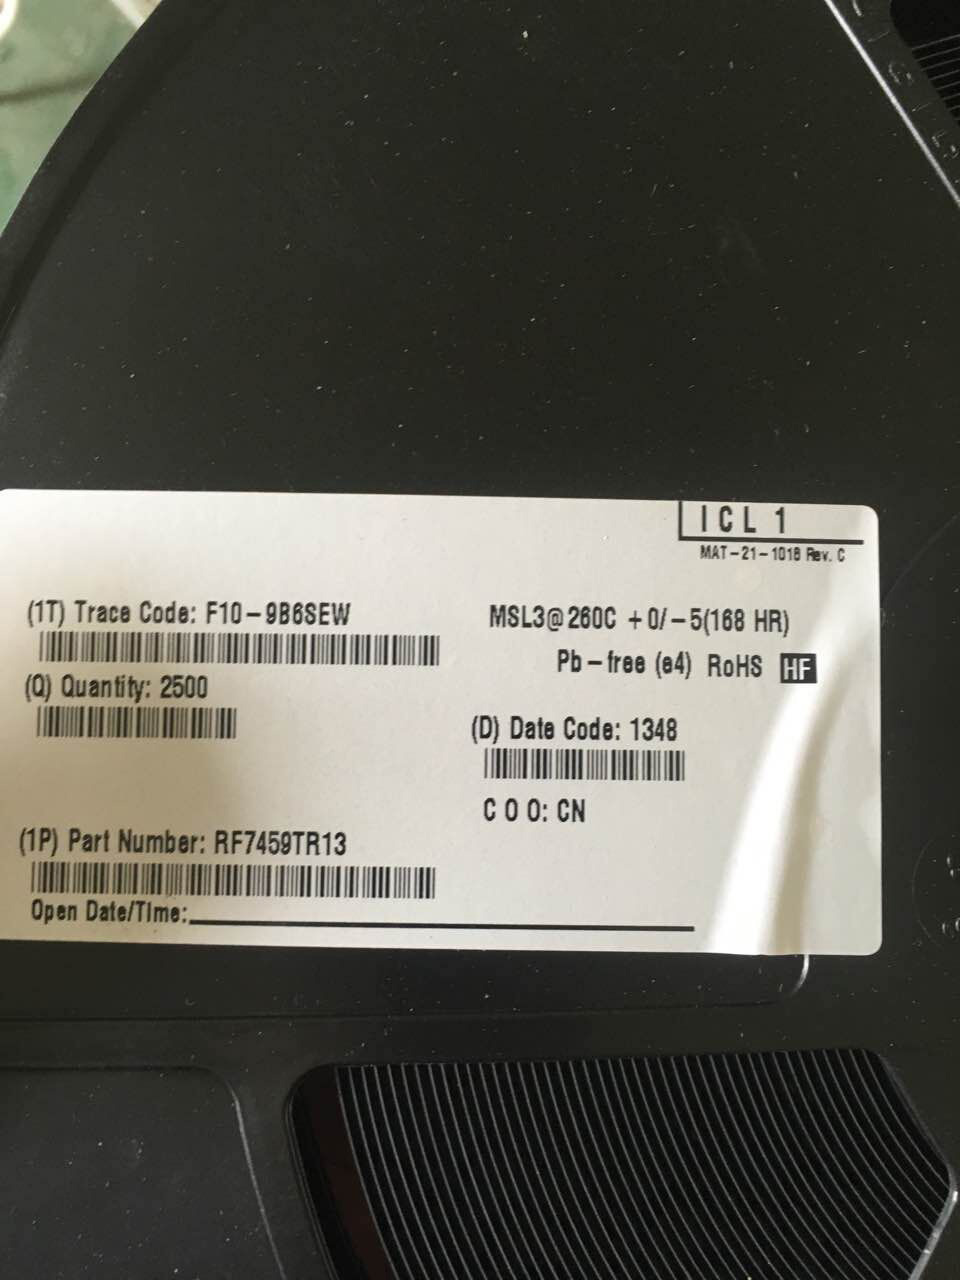 ICL 1
MAT-21-1018 Rev. C
(1T) Trace Code: F10-9B6SEW
MSL3@260C +0/-5(168 HR)
Pb-free (e4) RoHS HF
(Q) Quantity: 2500
(D) Date Code: 1348
C O O: CN
(1P) Part Number: RF7459TR13
Open Date/Time: